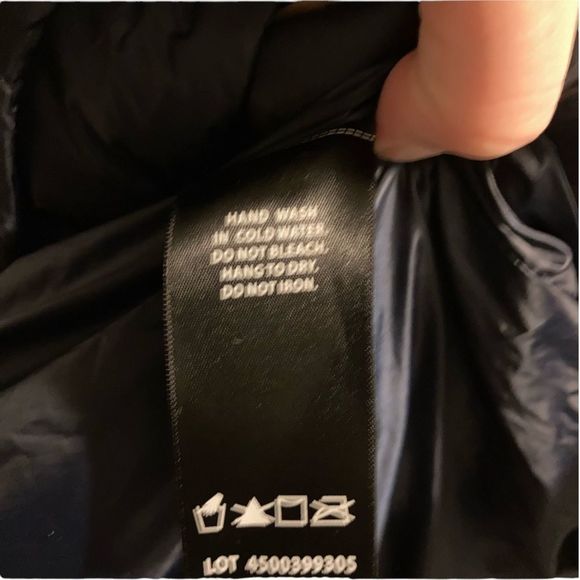 HAND WASH
IN COLD WATER.
DO NOT BLEACH.
HANG TO DRY.
DO NOT IRON.
LOT 4500399305